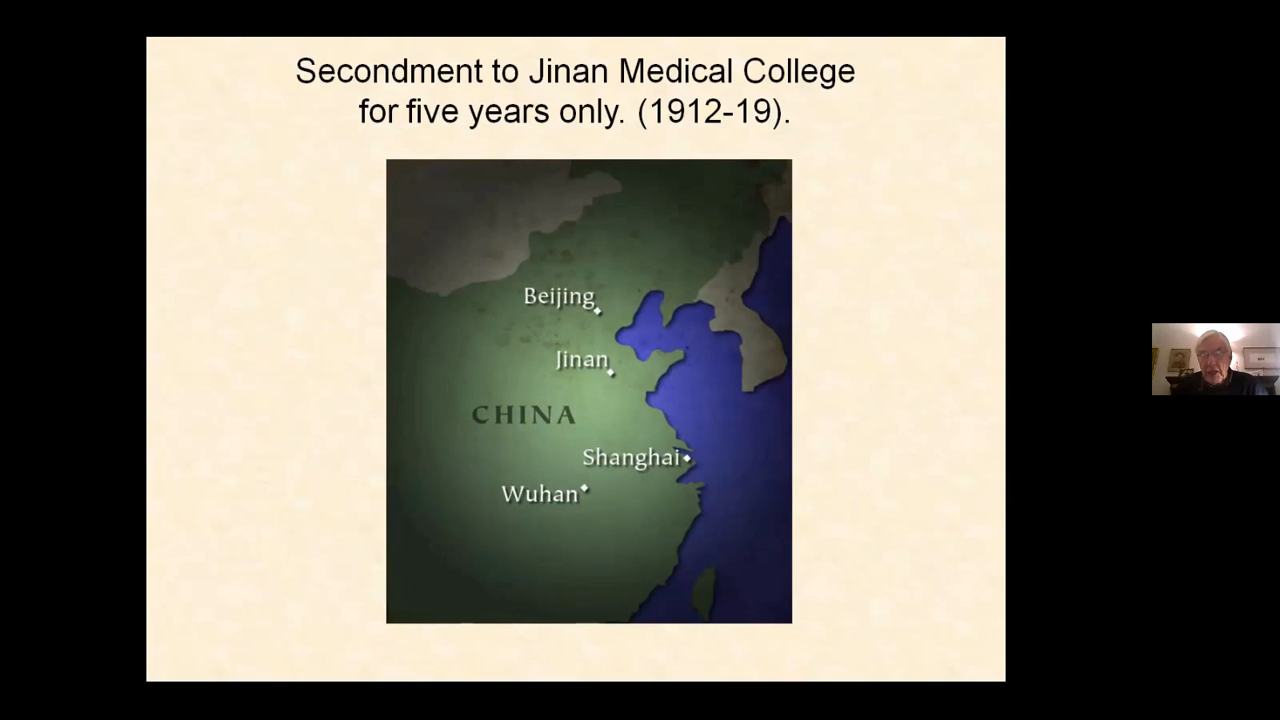 Secondment to Jinan Medical College
for five years only. (1912-19).
Beijing
Jinan
CHINA
Shanghai
Wuhan